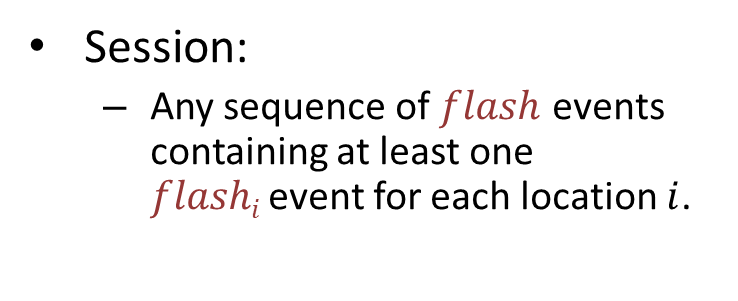 • Session:
– Any sequence of flash events
containing at least one
flashᵢ event for each location i.